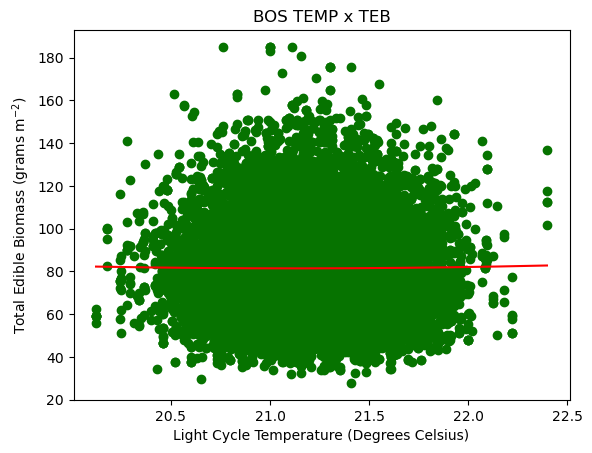 BOS TEMP x TEB
Total Edible Biomass (grams m⁻²)
180
160
140
120
100
80
60
40
20
20.5 21.0 21.5 22.0 22.5
Light Cycle Temperature (Degrees Celsius)